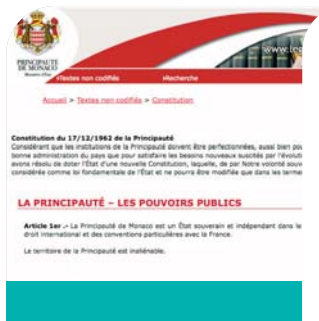 www.leg
PRINCIPAUTÉ
DE MONACO
Ministre d'État
›Textes non codifiés ›Recherche
Accueil > Textes non codifiés > Constitution
Constitution du 17/12/1962 de la Principauté
Considérant que les institutions de la Principauté doivent être perfectionnées, aussi bien pou
bonne administration du pays que pour satisfaire les besoins nouveaux suscités par l'évoluti
avons résolu de doter l'État d'une nouvelle Constitution, laquelle, de par Notre volonté souv
considérée comme loi fondamentale de l'État et ne pourra être modifiée que dans les terme
LA PRINCIPAUTÉ – LES POUVOIRS PUBLICS
Article 1er .- La Principauté de Monaco est un État souverain et indépendant dans le
droit international et des conventions particulières avec la France.
Le territoire de la Principauté est inaliénable.